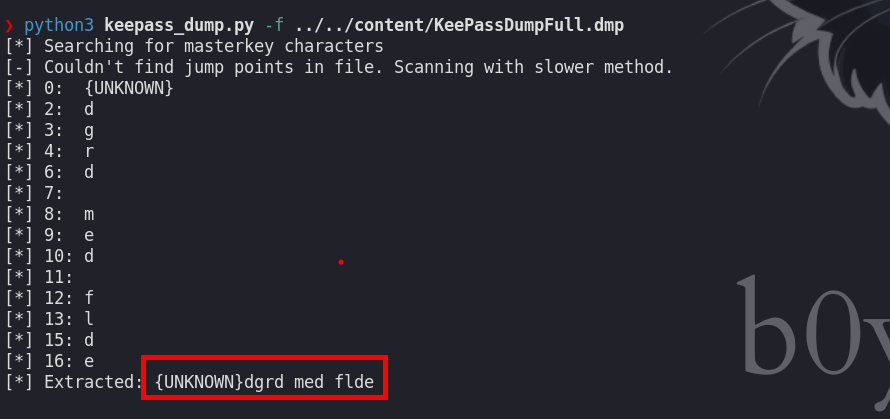 ❯ python3 keepass_dump.py -f ../../content/KeePassDumpFull.dmp
[*] Searching for masterkey characters
[-] Couldn't find jump points in file. Scanning with slower method.
[*] 0:  {UNKNOWN}
[*] 2:  d
[*] 3:  g
[*] 4:  r
[*] 6:  d
[*] 7:
[*] 8:  m
[*] 9:  e
[*] 10: d
[*] 11:
[*] 12: f
[*] 13: l
[*] 15: d
[*] 16: e
[*] Extracted: {UNKNOWN}dgrd med flde